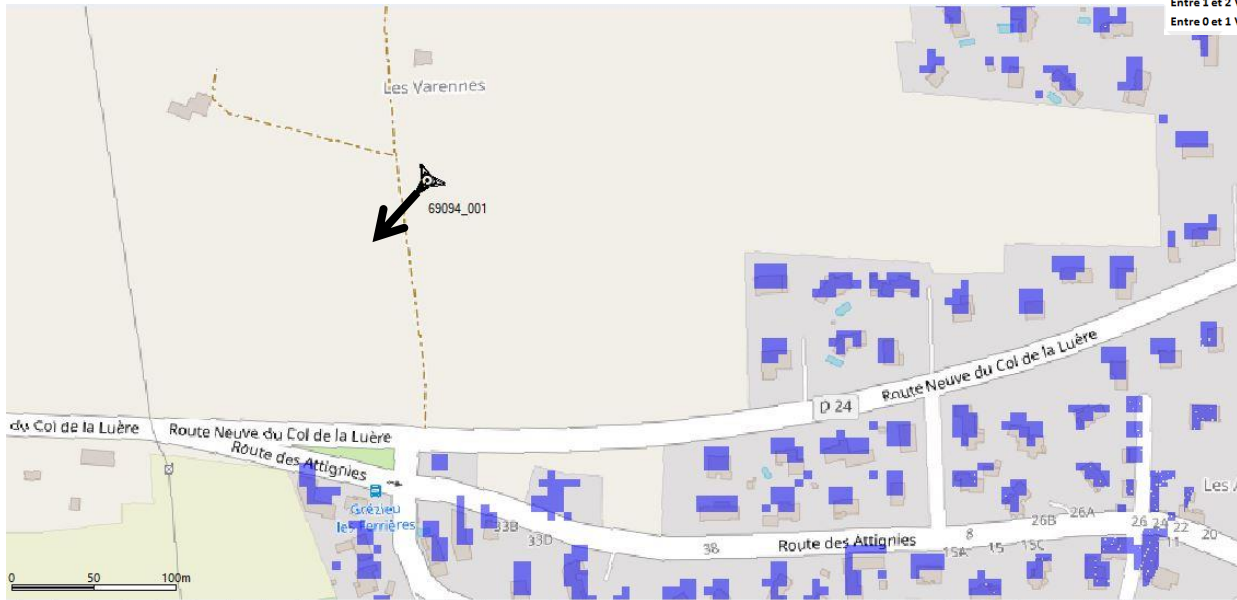 Entre 1 et 2 V
Entre 0 et 1 V
Les Varennes
69094_001
Route Neuve du Col de la Luère
D 24
du Col de la Luère
Route Neuve du Col de la Luère
Route des Attignies
Grézieu
les Ferrières
33B
33D
38
Route des Attignies
8
15A
15
15C
26B
26A
26
24
22
11
20
Les
0
50
100m